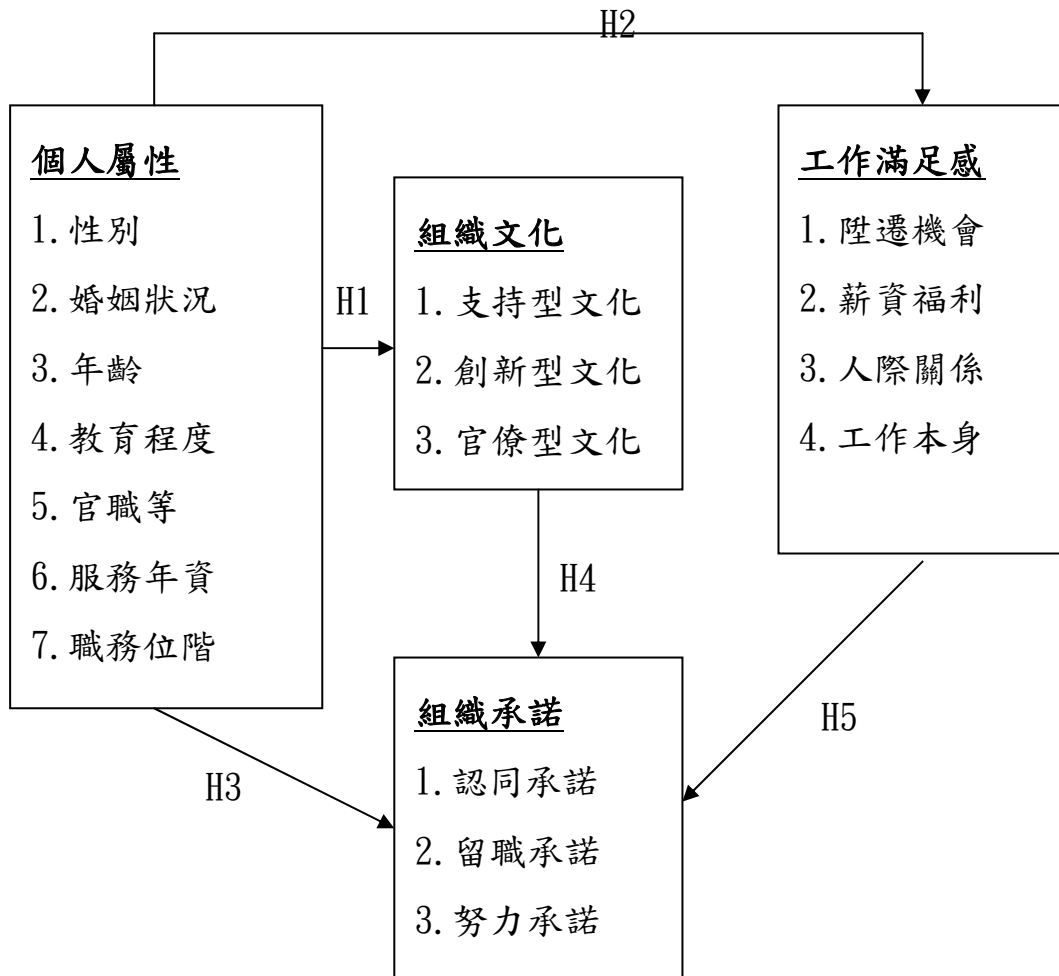 H2
個人屬性
1.性別
2.婚姻狀況
3.年齡
4.教育程度
5.官職等
6.服務年資
7.職務位階
H1
組織文化
1.支持型文化
2.創新型文化
3.官僚型文化
工作滿足感
1.陞遷機會
2.薪資福利
3.人際關係
4.工作本身
H4
H3
組織承諾
1.認同承諾
2.留職承諾
3.努力承諾
H5